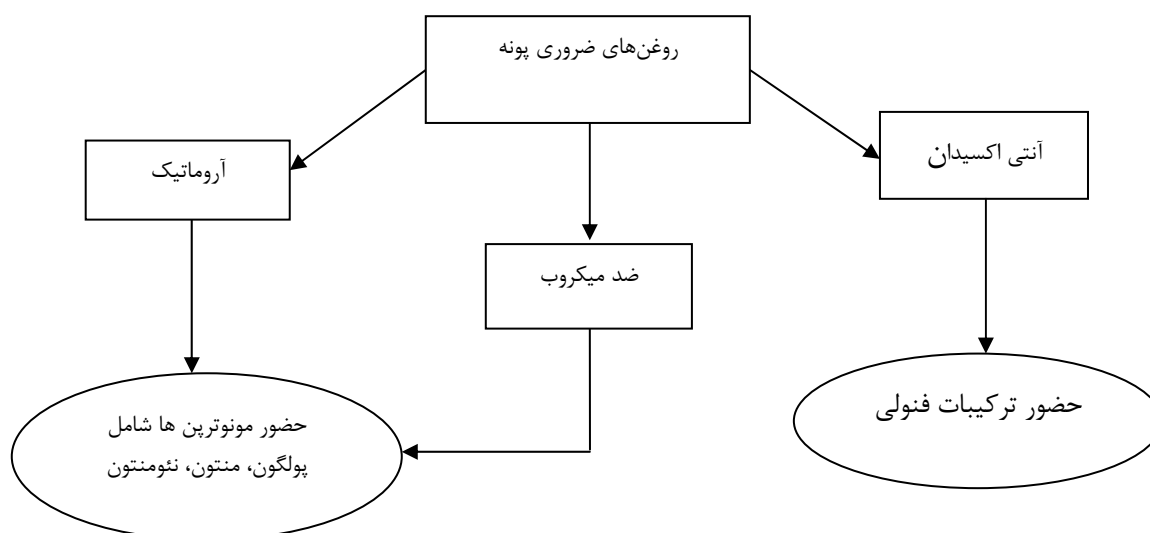 روغن‌های ضروری پونه
آنتی اکسیدان
آروماتیک
ضد میکروب
حضور ترکیبات فنولی
حضور مونوترپن ها شامل
پولگون، منتون، نئومنتون